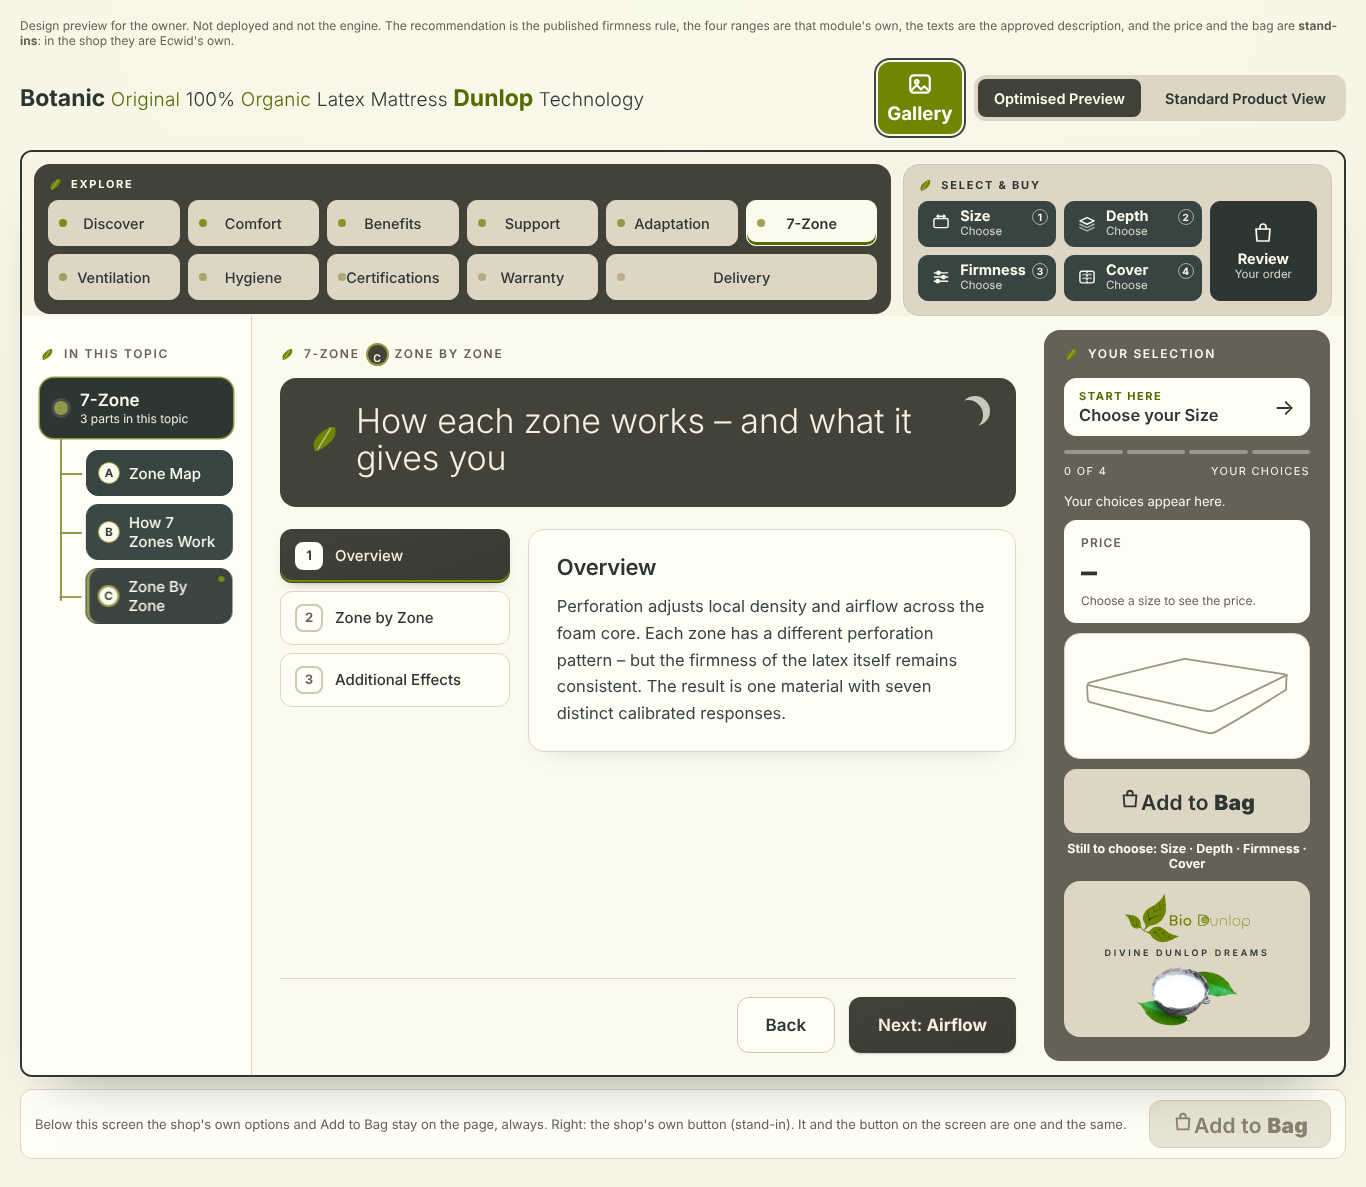 Design preview for the owner. Not deployed and not the engine. The recommendation is the published firmness rule, the four ranges are that module's own, the texts are the approved description, and the price and the bag are stand-
ins: in the shop they are Ecwid's own.
Botanic Original 100% Organic Latex Mattress Dunlop Technology
Gallery
Optimised Preview
Standard Product View
EXPLORE
Discover
Comfort
Benefits
Support
Adaptation
7-Zone
Ventilation
Hygiene
Certifications
Warranty
Delivery
SELECT & BUY
Size
Choose
1
Depth
Choose
2
Firmness
Choose
3
Cover
Choose
4
Review
Your order
IN THIS TOPIC
7-Zone
3 parts in this topic
A
Zone Map
B
How 7
Zones Work
C
Zone By
Zone
7-ZONE C ZONE BY ZONE
How each zone works – and what it
gives you
1
Overview
2
Zone by Zone
3
Additional Effects
Overview
Perforation adjusts local density and airflow across the
foam core. Each zone has a different perforation
pattern – but the firmness of the latex itself remains
consistent. The result is one material with seven
distinct calibrated responses.
Back
Next: Airflow
YOUR SELECTION
START HERE
Choose your Size
0 OF 4
YOUR CHOICES
Your choices appear here.
PRICE
–
Choose a size to see the price.
Add to Bag
Still to choose: Size · Depth · Firmness ·
Cover
Bio Dunlop
DIVINE DUNLOP DREAMS
Below this screen the shop's own options and Add to Bag stay on the page, always. Right: the shop's own button (stand-in). It and the button on the screen are one and the same.
Add to Bag